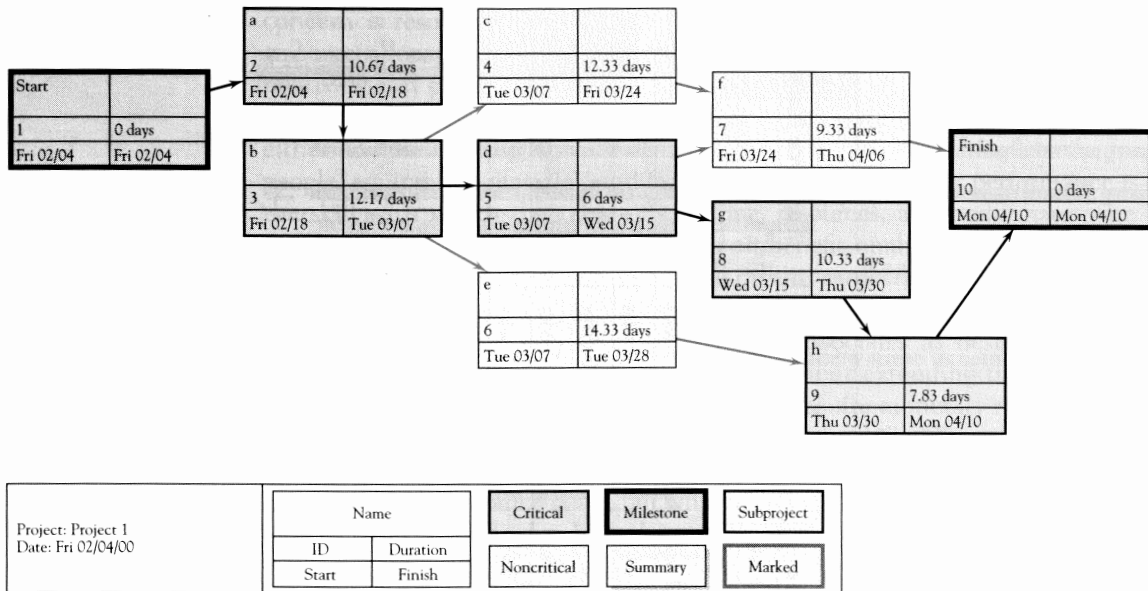 Start
1 0 days
Fri 02/04 Fri 02/04
a
2 10.67 days
Fri 02/04 Fri 02/18
b
3 12.17 days
Fri 02/18 Tue 03/07
c
4 12.33 days
Tue 03/07 Fri 03/24
d
5 6 days
Tue 03/07 Wed 03/15
e
6 14.33 days
Tue 03/07 Tue 03/28
f
7 9.33 days
Fri 03/24 Thu 04/06
g
8 10.33 days
Wed 03/15 Thu 03/30
h
9 7.83 days
Thu 03/30 Mon 04/10
Finish
10 0 days
Mon 04/10 Mon 04/10
Project: Project 1
Date: Fri 02/04/00
Name
ID Duration
Start Finish
Critical Milestone Subproject
Noncritical Summary Marked